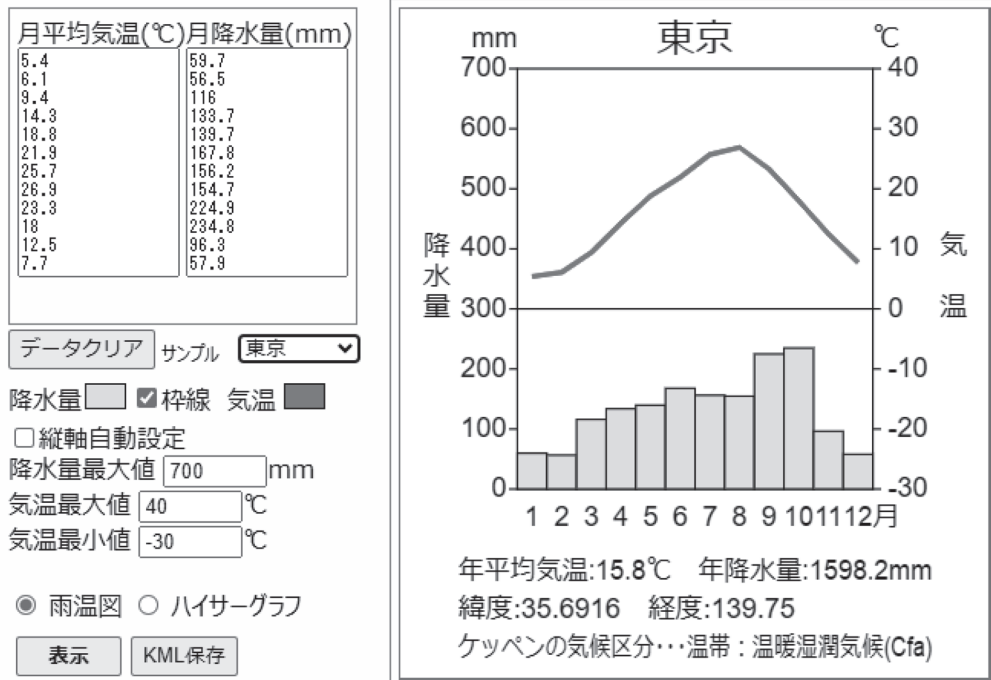 月平均気温(℃)月降水量(mm)
5.4 59.7
6.1 56.5
9.4 116
14.3 133.7
18.8 139.7
21.9 167.8
25.7 156.2
26.9 154.7
23.3 224.9
18 234.8
12.5 96.3
7.7 57.9
データクリア サンプル 東京
降水量 枠線 気温
縦軸自動設定
降水量最大値 700 mm
気温最大値 40 ℃
気温最小値 -30 ℃
雨温図 ハイサーグラフ
表示 KML保存
mm 東京 ℃
700 40
600 30
500 20
降水量
400 10
気温
300 0
200 -10
100 -20
0 -30
1 2 3 4 5 6 7 8 9 10 11 12月
年平均気温:15.8℃ 年降水量:1598.2mm
緯度:35.6916 経度:139.75
ケッペンの気候区分･･･温帯：温暖湿潤気候(Cfa)